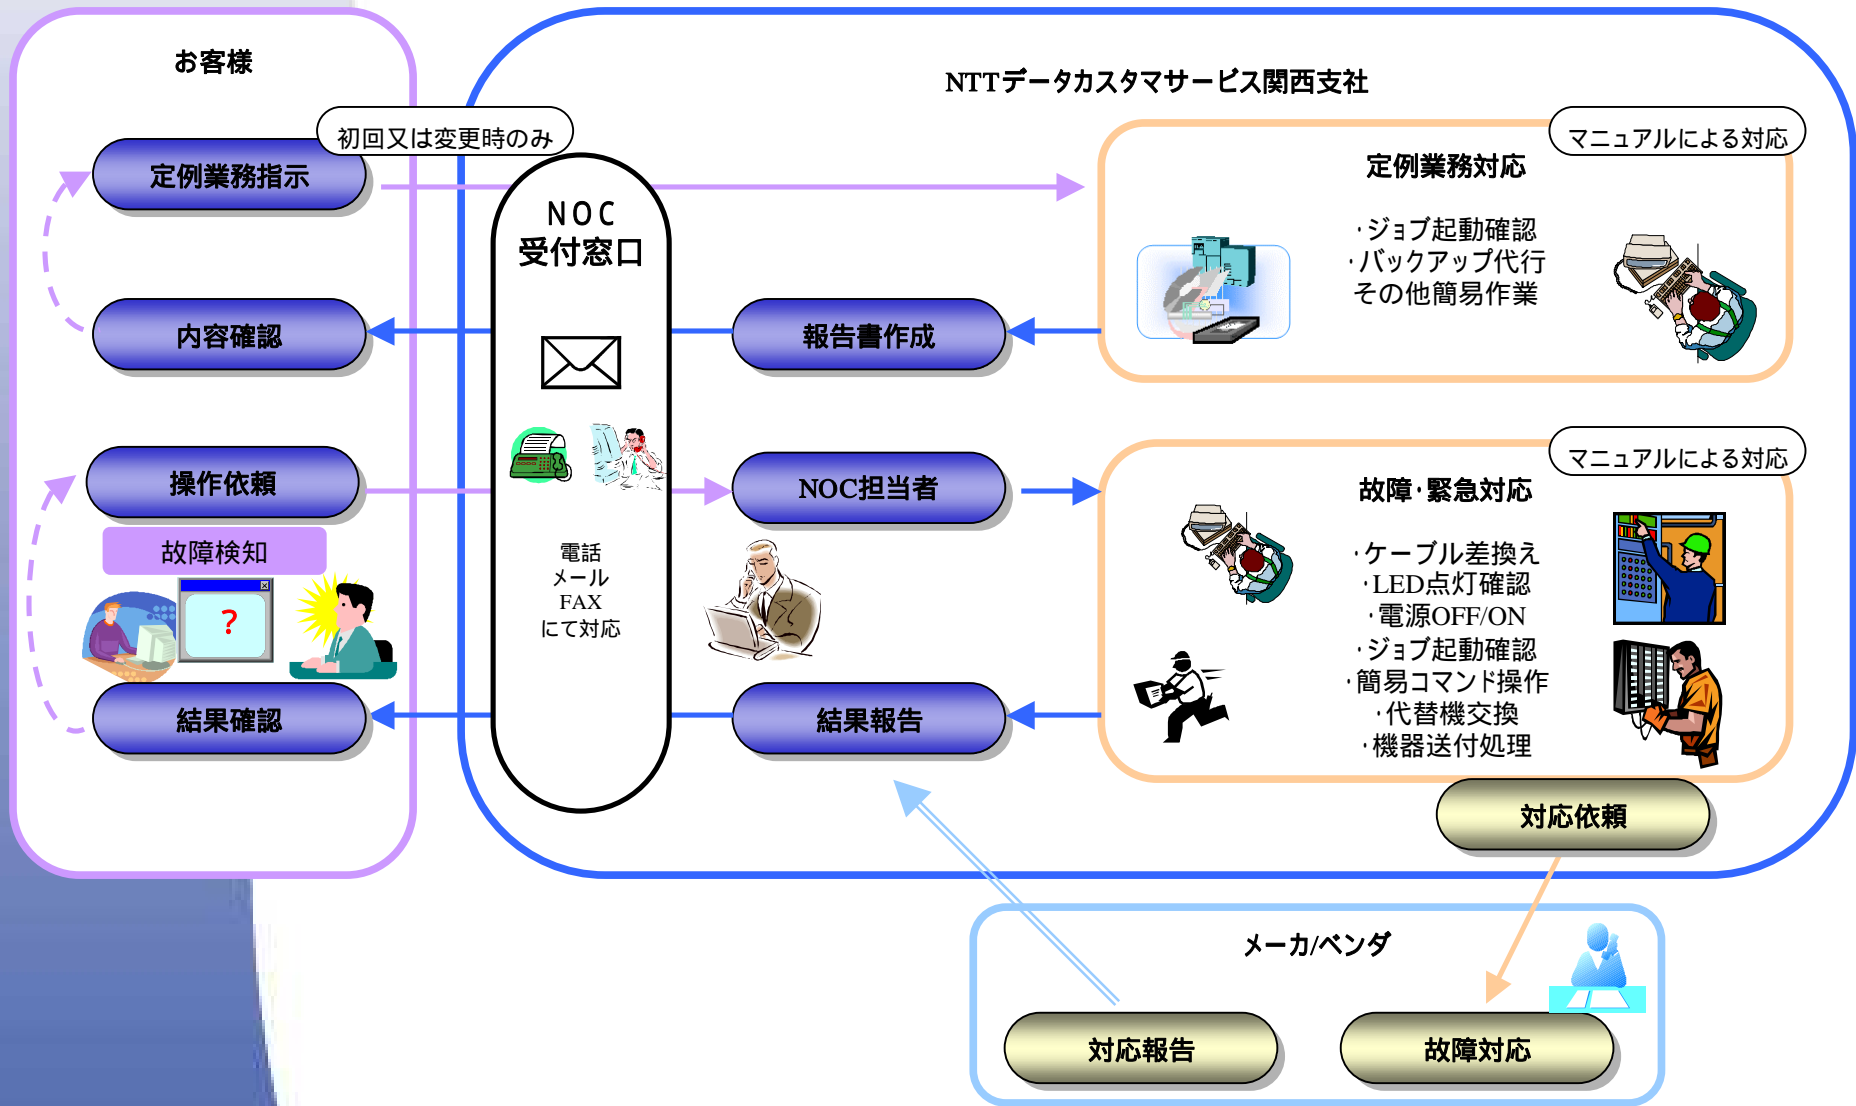 お客様
NTTデータカスタマサービス関西支社
初回又は変更時のみ
定例業務指示
内容確認
操作依頼
故障検知
?
結果確認
NOC
受付窓口
電話
メール
FAX
にて対応
報告書作成
NOC担当者
結果報告
マニュアルによる対応
定例業務対応
・ジョブ起動確認
・バックアップ代行
その他簡易作業
マニュアルによる対応
故障・緊急対応
・ケーブル差換え
・LED点灯確認
・電源OFF/ON
・ジョブ起動確認
・簡易コマンド操作
・代替機交換
・機器送付処理
対応依頼
メーカ/ベンダ
対応報告
故障対応